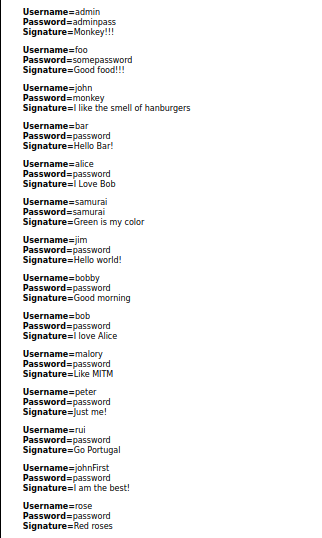 Username=admin
Password=adminpass
Signature=Monkey!!!
Username=foo
Password=somepassword
Signature=Good food!!!
Username=john
Password=monkey
Signature=I like the smell of hanburgers
Username=bar
Password=password
Signature=Hello Bar!
Username=alice
Password=password
Signature=I Love Bob
Username=samurai
Password=samurai
Signature=Green is my color
Username=jim
Password=password
Signature=Hello world!
Username=bobby
Password=password
Signature=Good morning
Username=bob
Password=password
Signature=I love Alice
Username=malory
Password=password
Signature=Like MITM
Username=peter
Password=password
Signature=Just me!
Username=rui
Password=password
Signature=Go Portugal
Username=johnFirst
Password=password
Signature=I am the best!
Username=rose
Password=password
Signature=Red roses